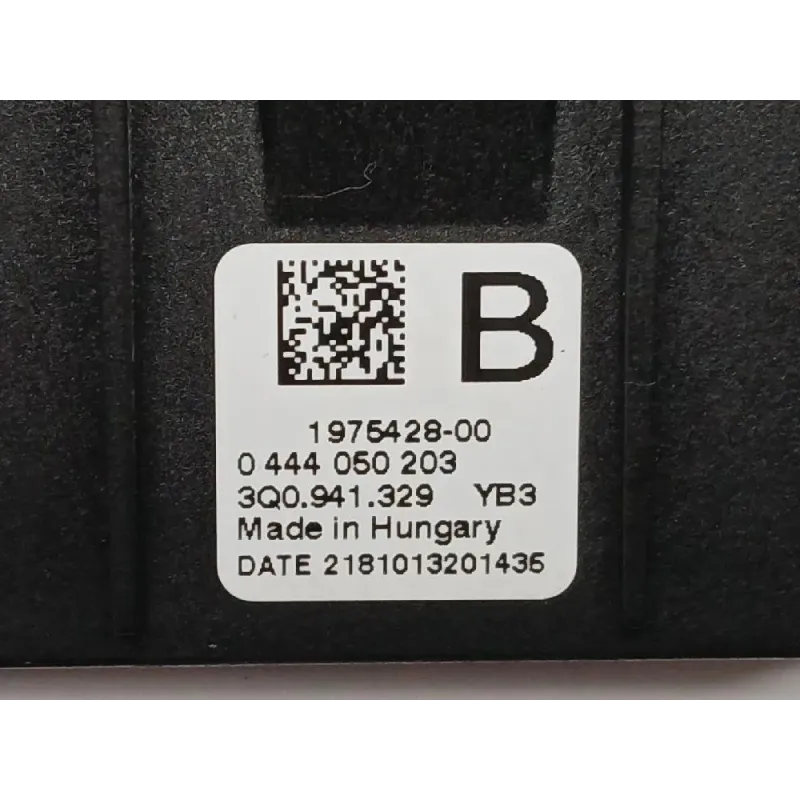 B
1975428-00
0 444 050 203
3Q0.941.329 YB3
Made in Hungary
DATE 2181013201435